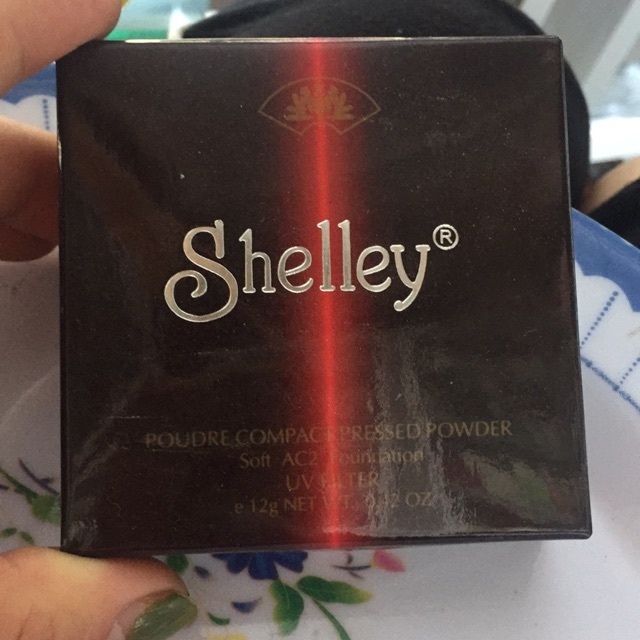 Shelley®
POUDRE COMPACT PRESSED POWDER
Soft AC2 Foundation
UV FILTER
e 12g NET WT. 0.42 OZ